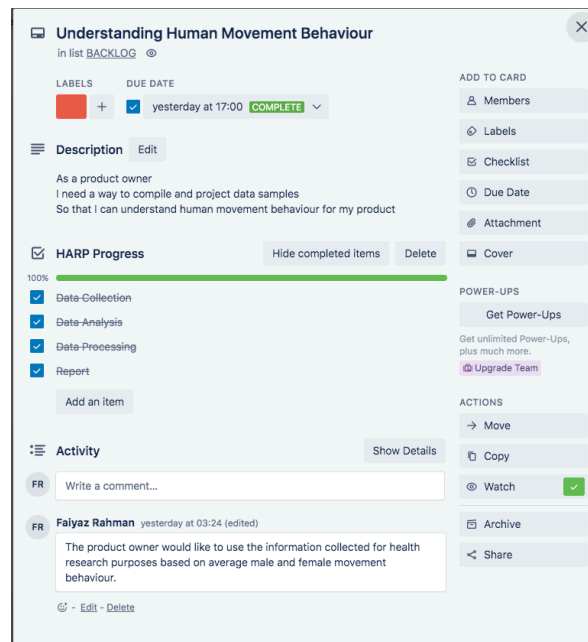 Understanding Human Movement Behaviour
in list BACKLOG
LABELS
DUE DATE
+
yesterday at 17:00 COMPLETE
Description
Edit
As a product owner
I need a way to compile and project data samples
So that I can understand human movement behaviour for my product
HARP Progress
Hide completed items
Delete
100%
Data Collection
Data Analysis
Data Processing
Report
Add an item
Activity
Show Details
FR
Write a comment...
FR
Faiyaz Rahman yesterday at 03:24 (edited)
The product owner would like to use the information collected for health
research purposes based on average male and female movement
behaviour.
- Edit - Delete
ADD TO CARD
Members
Labels
Checklist
Due Date
Attachment
Cover
POWER-UPS
Get Power-Ups
Get unlimited Power-Ups,
plus much more.
Upgrade Team
ACTIONS
Move
Copy
Watch
Archive
Share